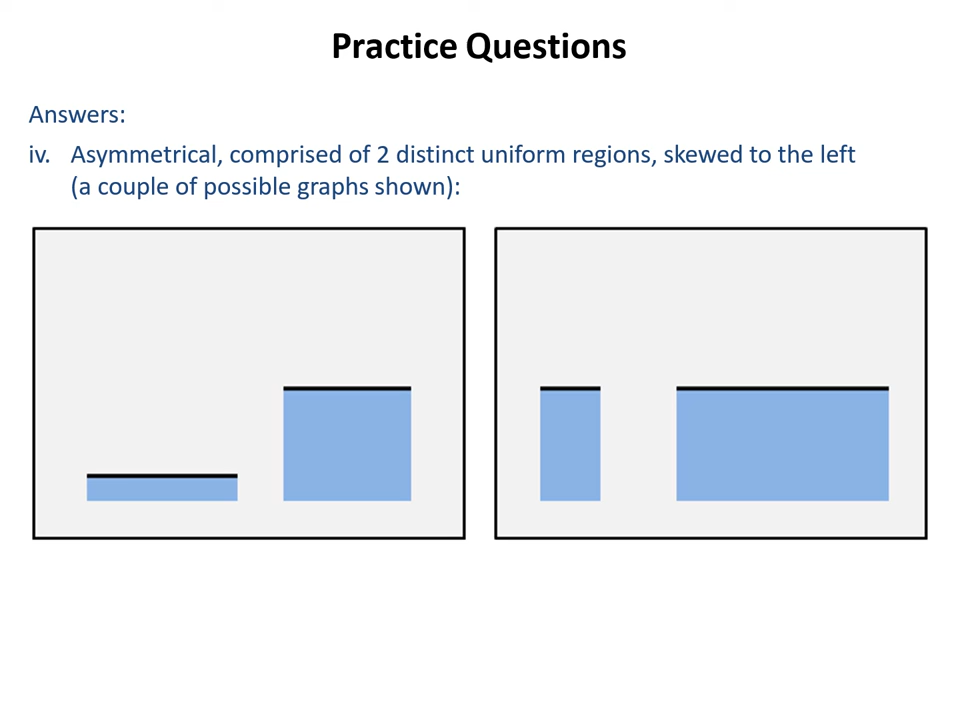 Practice Questions
Answers:
iv. Asymmetrical, comprised of 2 distinct uniform regions, skewed to the left
(a couple of possible graphs shown):